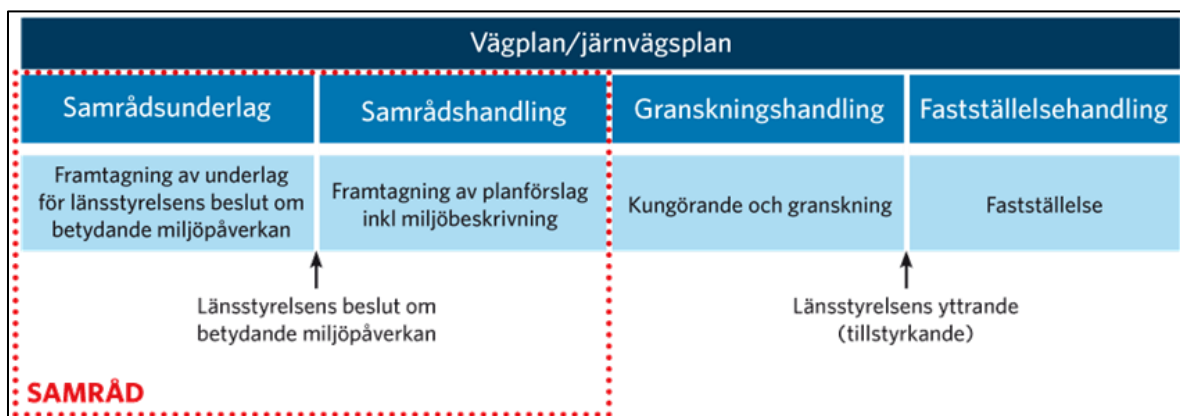 Vägplan/järnvägsplan
Samrådsunderlag
Samrådshandling
Granskningshandling
Fastställelsehandling
Framtagning av underlag
för länsstyrelsens beslut om
betydande miljöpåverkan
Framtagning av planförslag
inkl miljöbeskrivning
Kungörande och granskning
Fastställelse
Länsstyrelsens beslut om
betydande miljöpåverkan
Länsstyrelsens yttrande
(tillstyrkande)
SAMRÅD